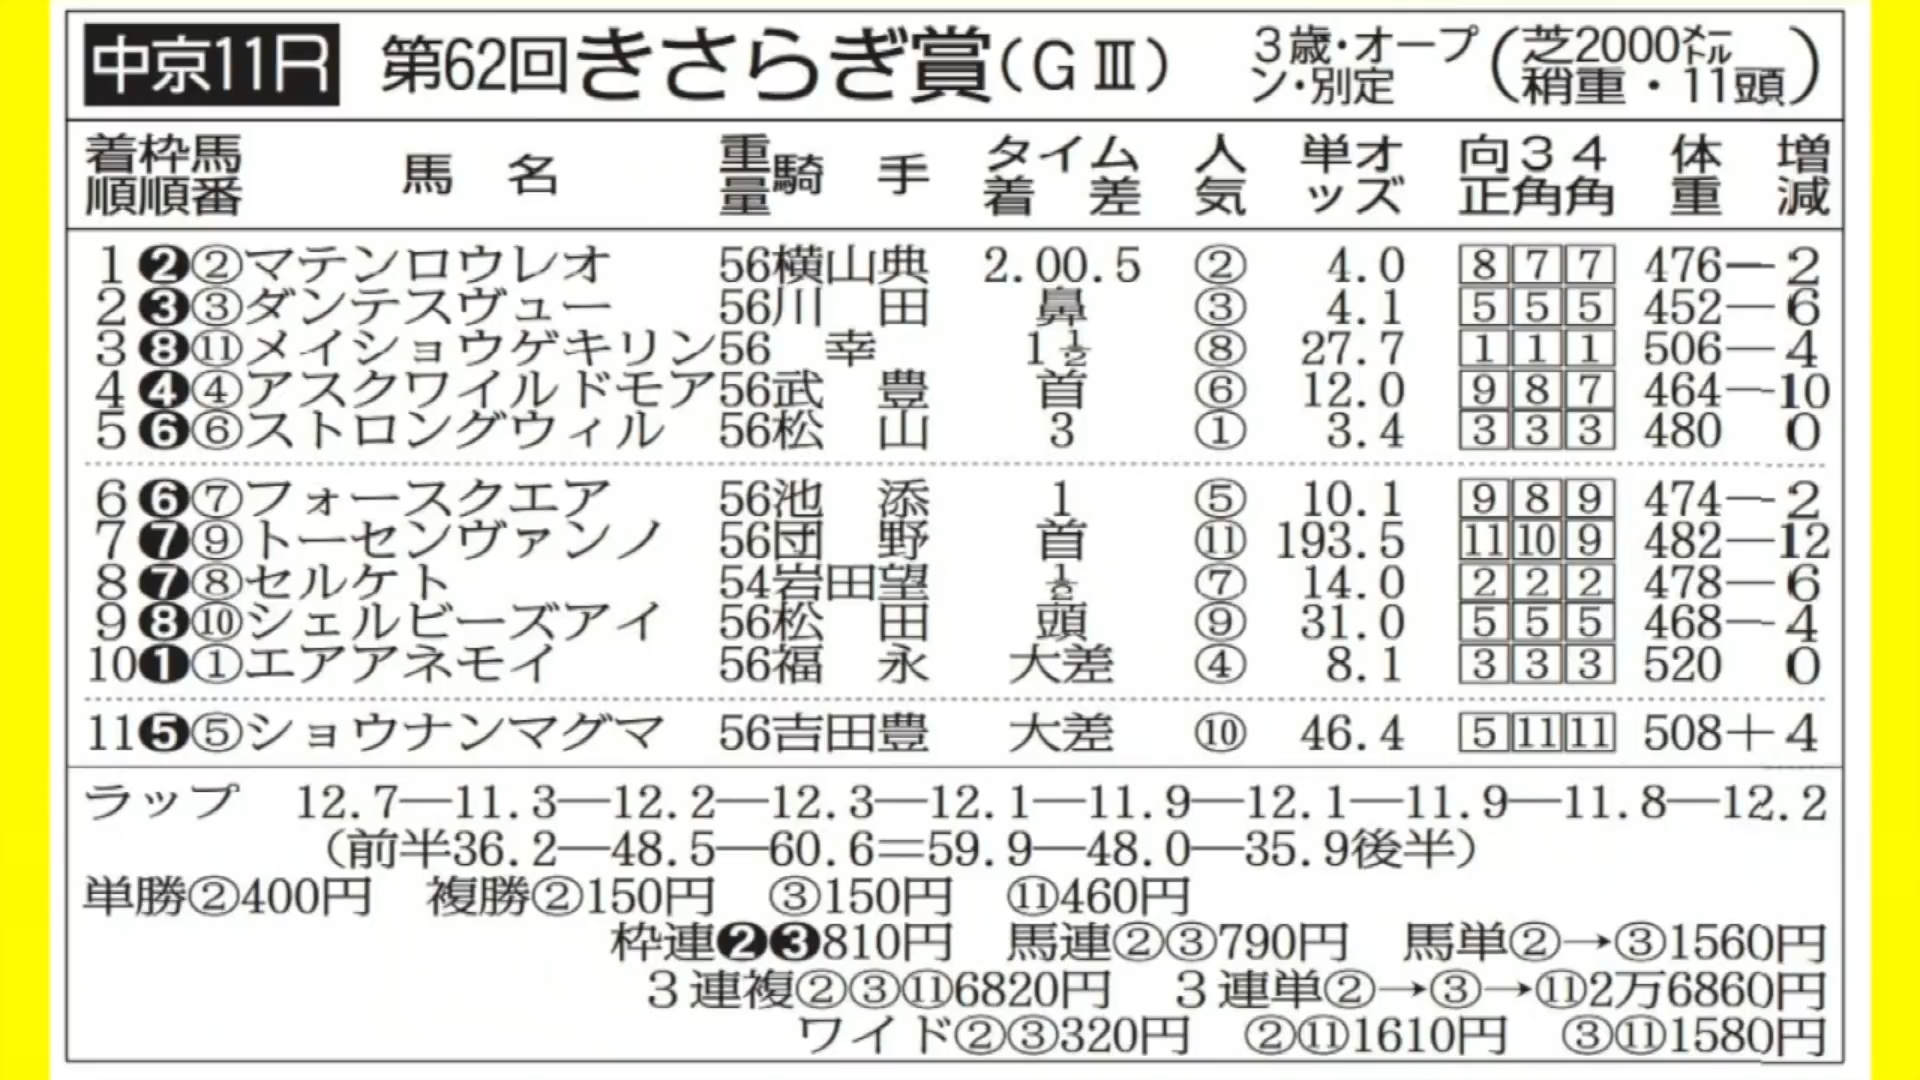 中京11R 第62回きさらぎ賞(GⅢ) 3歳・オープン・別定 (芝2000メートル 稍重・11頭)
着順 枠順 馬番 馬名 重量 騎手 タイム着差 人気 単オッズ 向正 3角 4角 体重 増減
1 ❷ ② マテンロウレオ 56 横山典 2.00.5 ② 4.0 8 7 7 476 ― 2
2 ❸ ③ ダンテスヴュー 56 川田 鼻 ③ 4.1 5 5 5 452 ― 6
3 ❽ ⑪ メイショウゲキリン 56 幸 1½ ⑧ 27.7 1 1 1 506 ― 4
4 ❹ ④ アスクワイルドモア 56 武豊 首 ⑥ 12.0 9 8 7 464 ― 10
5 ❻ ⑥ ストロングウィル 56 松山 3 ① 3.4 3 3 3 480 0
6 ❻ ⑦ フォースクエア 56 池添 1 ⑤ 10.1 9 8 9 474 ― 2
7 ❼ ⑨ トーセンヴァンノ 56 団野 首 ⑪ 193.5 11 10 9 482 ― 12
8 ❼ ⑧ セルケト 54 岩田望 ½ ⑦ 14.0 2 2 2 478 ― 6
9 ❽ ⑩ シェルビーズアイ 56 松田 頭 ⑨ 31.0 5 5 5 468 ― 4
10 ❶ ① エアアネモイ 56 福永 大差 ④ 8.1 3 3 3 520 0
11 ❺ ⑤ ショウナンマグマ 56 吉田豊 大差 ⑩ 46.4 5 11 11 508 + 4
ラップ 12.7―11.3―12.2―12.3―12.1―11.9―12.1―11.9―11.8―12.2
(前半36.2―48.5―60.6=59.9―48.0―35.9後半)
単勝②400円 複勝②150円 ③150円 ⑪460円
枠連❷❸810円 馬連②③790円 馬単②→③1560円
3連複②③⑪6820円 3連単②→③→⑪2万6860円
ワイド②③320円 ②⑪1610円 ③⑪1580円